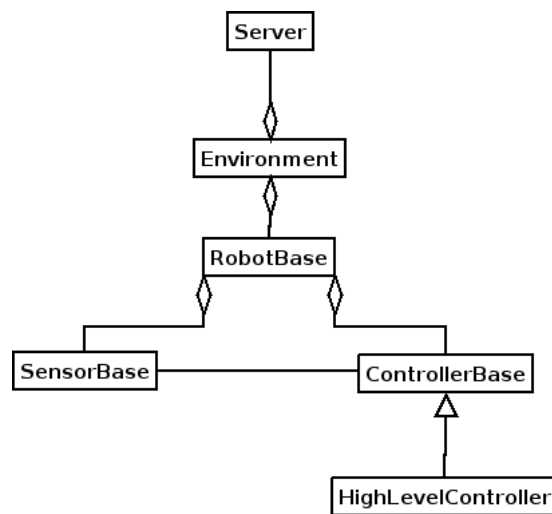 Server
Environment
RobotBase
SensorBase
ControllerBase
HighLevelController